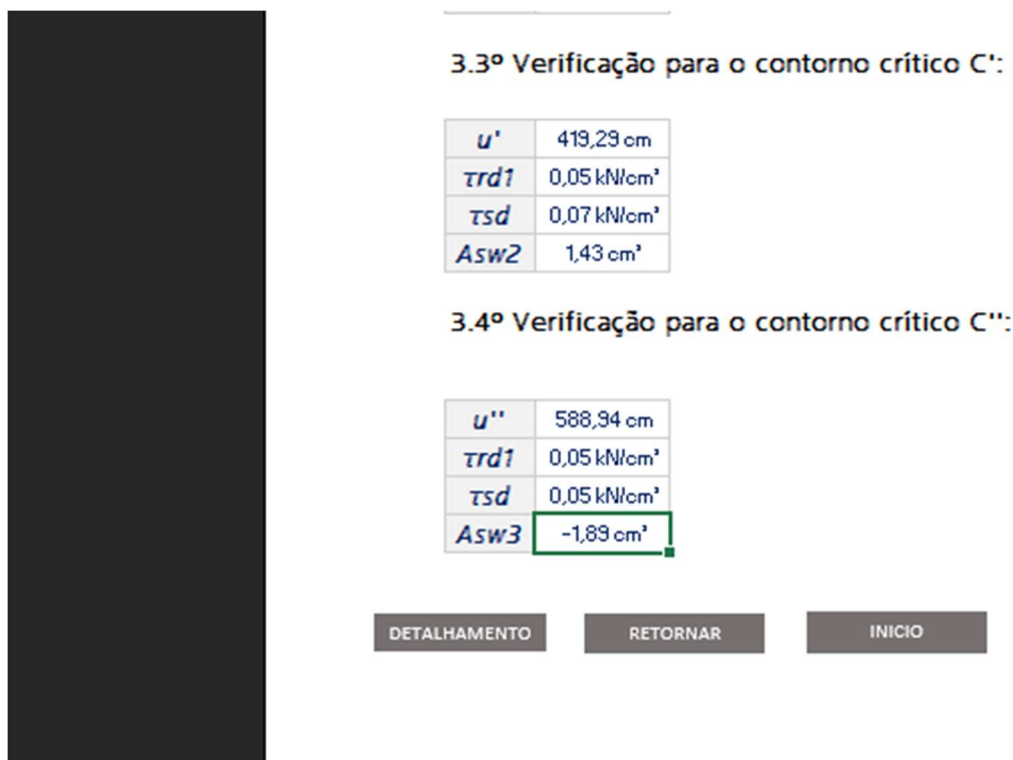 3.3º Verificação para o contorno crítico C':
u' 419,29 cm
τrd1 0,05 kN/cm²
τsd 0,07 kN/cm²
Asw2 1,43 cm²
3.4º Verificação para o contorno crítico C'':
u'' 588,94 cm
τrd1 0,05 kN/cm²
τsd 0,05 kN/cm²
Asw3 -1,89 cm²
DETALHAMENTO RETORNAR INICIO